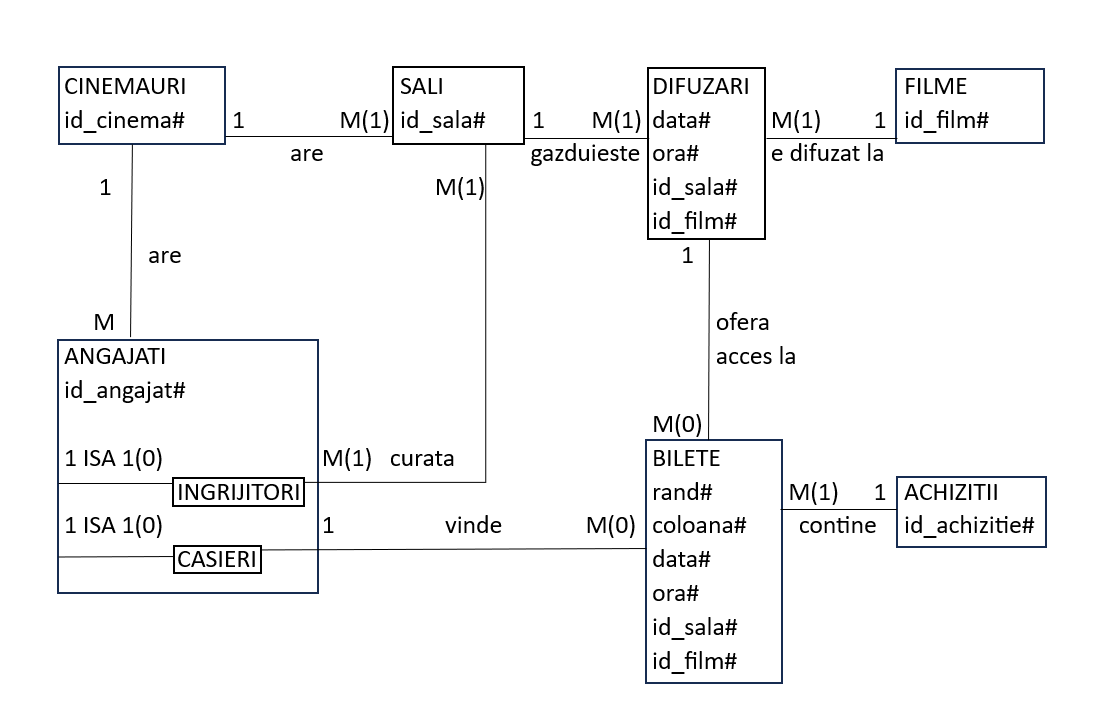 CINEMAURI
id_cinema#
1
M(1)
are
SALI
id_sala#
1
M(1)
gazduieste
DIFUZARI
data#
ora#
id_sala#
id_film#
M(1)
1
e difuzat la
FILME
id_film#
1
are
M
M(1)
1
ofera
acces la
M(0)
ANGAJATI
id_angajat#
1 ISA 1(0)
INGRIJITORI
M(1) curata
1 ISA 1(0)
CASIERI
1
vinde
M(0)
BILETE
rand#
coloana#
data#
ora#
id_sala#
id_film#
M(1)
1
contine
ACHIZITII
id_achizitie#